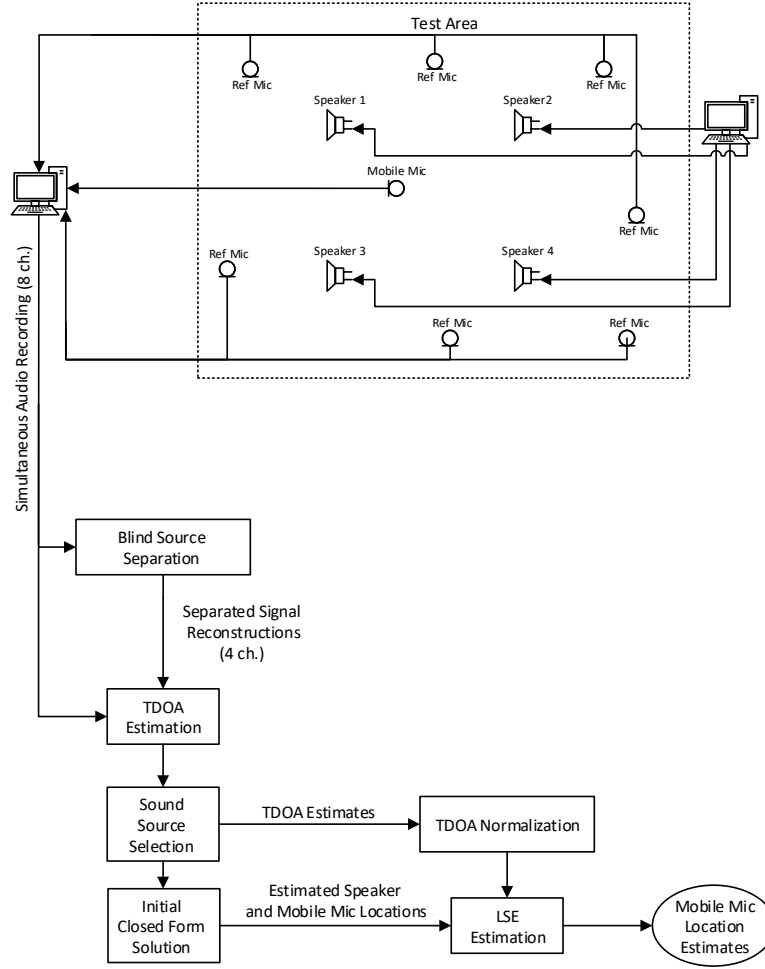 Test Area
Ref Mic
Ref Mic
Ref Mic
Speaker 1
Speaker2
Mobile Mic
Ref Mic
Ref Mic
Speaker 3
Speaker 4
Ref Mic
Ref Mic
Simultaneous Audio Recording (8 ch.)
Blind Source
Separation
Separated Signal
Reconstructions
(4 ch.)
TDOA
Estimation
Sound
Source
Selection
TDOA Estimates
TDOA Normalization
Initial
Closed Form
Solution
Estimated Speaker
and Mobile Mic Locations
LSE
Estimation
Mobile Mic
Location
Estimates